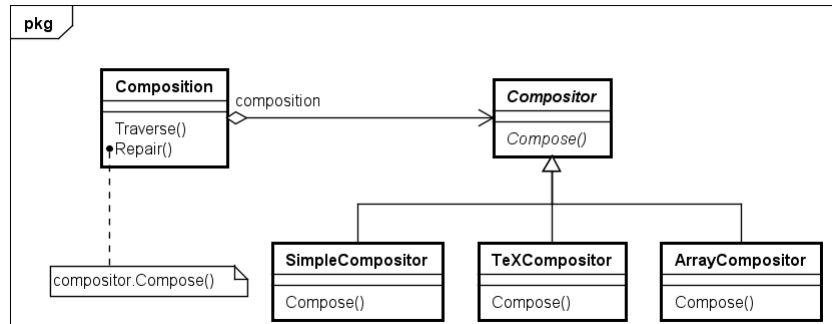 pkg
Composition
composition
Traverse()
Repair()
Compositor
Compose()
compositor.Compose()
SimpleCompositor
Compose()
TeXCompositor
Compose()
ArrayCompositor
Compose()